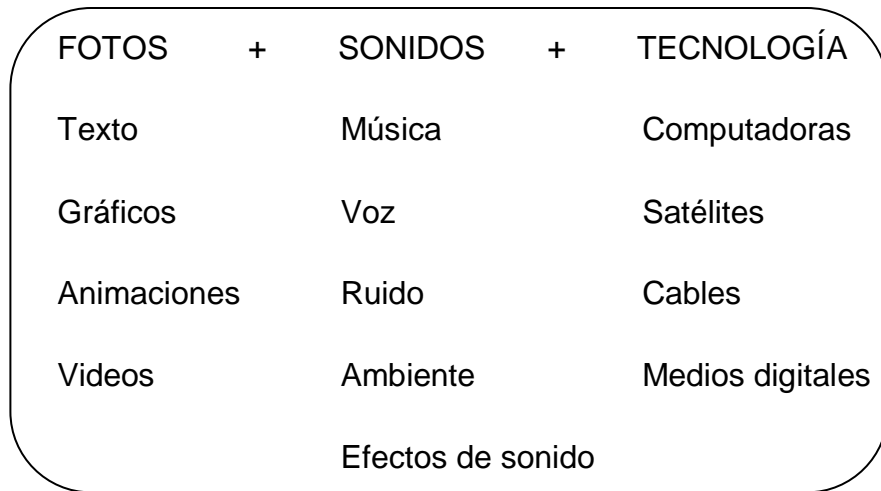 FOTOS + SONIDOS + TECNOLOGÍA
Texto Música Computadoras
Gráficos Voz Satélites
Animaciones Ruido Cables
Videos Ambiente Medios digitales
Efectos de sonido